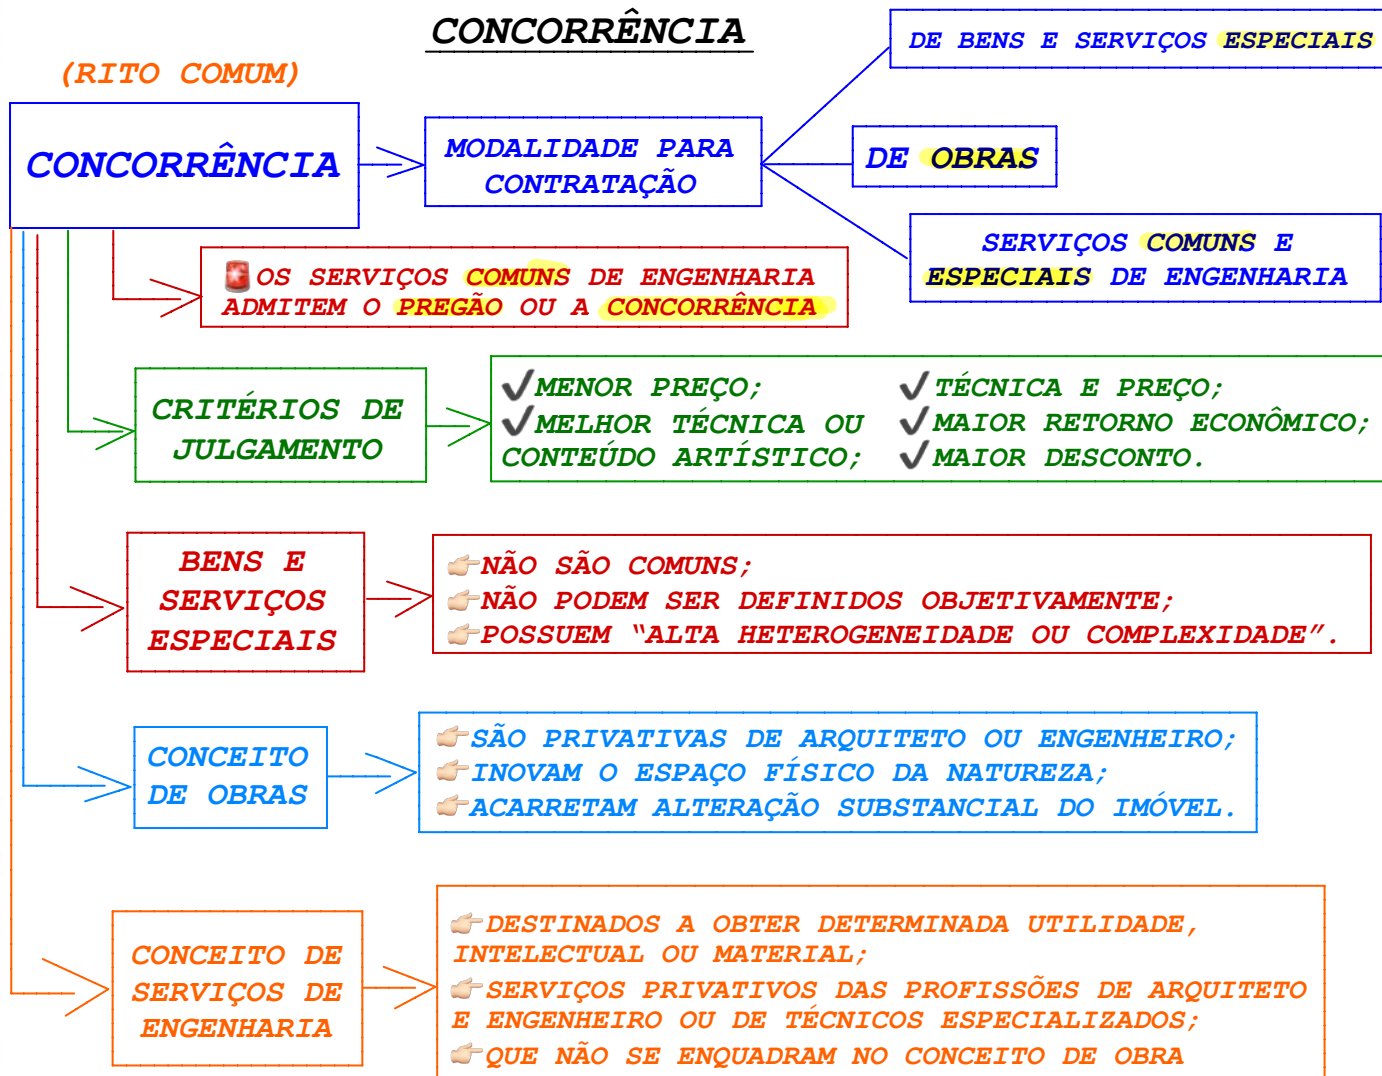 CONCORRÊNCIA
(RITO COMUM)
CONCORRÊNCIA
MODALIDADE PARA
CONTRATAÇÃO
DE BENS E SERVIÇOS ESPECIAIS
DE OBRAS
SERVIÇOS COMUNS E
ESPECIAIS DE ENGENHARIA
OS SERVIÇOS COMUNS DE ENGENHARIA
ADMITEM O PREGÃO OU A CONCORRÊNCIA
CRITÉRIOS DE
JULGAMENTO
✔MENOR PREÇO;
✔MELHOR TÉCNICA OU
CONTEÚDO ARTÍSTICO;
✔TÉCNICA E PREÇO;
✔MAIOR RETORNO ECONÔMICO;
✔MAIOR DESCONTO.
BENS E
SERVIÇOS
ESPECIAIS
NÃO SÃO COMUNS;
NÃO PODEM SER DEFINIDOS OBJETIVAMENTE;
POSSUEM “ALTA HETEROGENEIDADE OU COMPLEXIDADE”.
CONCEITO
DE OBRAS
SÃO PRIVATIVAS DE ARQUITETO OU ENGENHEIRO;
INOVAM O ESPAÇO FÍSICO DA NATUREZA;
ACARRETAM ALTERAÇÃO SUBSTANCIAL DO IMÓVEL.
CONCEITO DE
SERVIÇOS DE
ENGENHARIA
DESTINADOS A OBTER DETERMINADA UTILIDADE,
INTELECTUAL OU MATERIAL;
SERVIÇOS PRIVATIVOS DAS PROFISSÕES DE ARQUITETO
E ENGENHEIRO OU DE TÉCNICOS ESPECIALIZADOS;
QUE NÃO SE ENQUADRAM NO CONCEITO DE OBRA